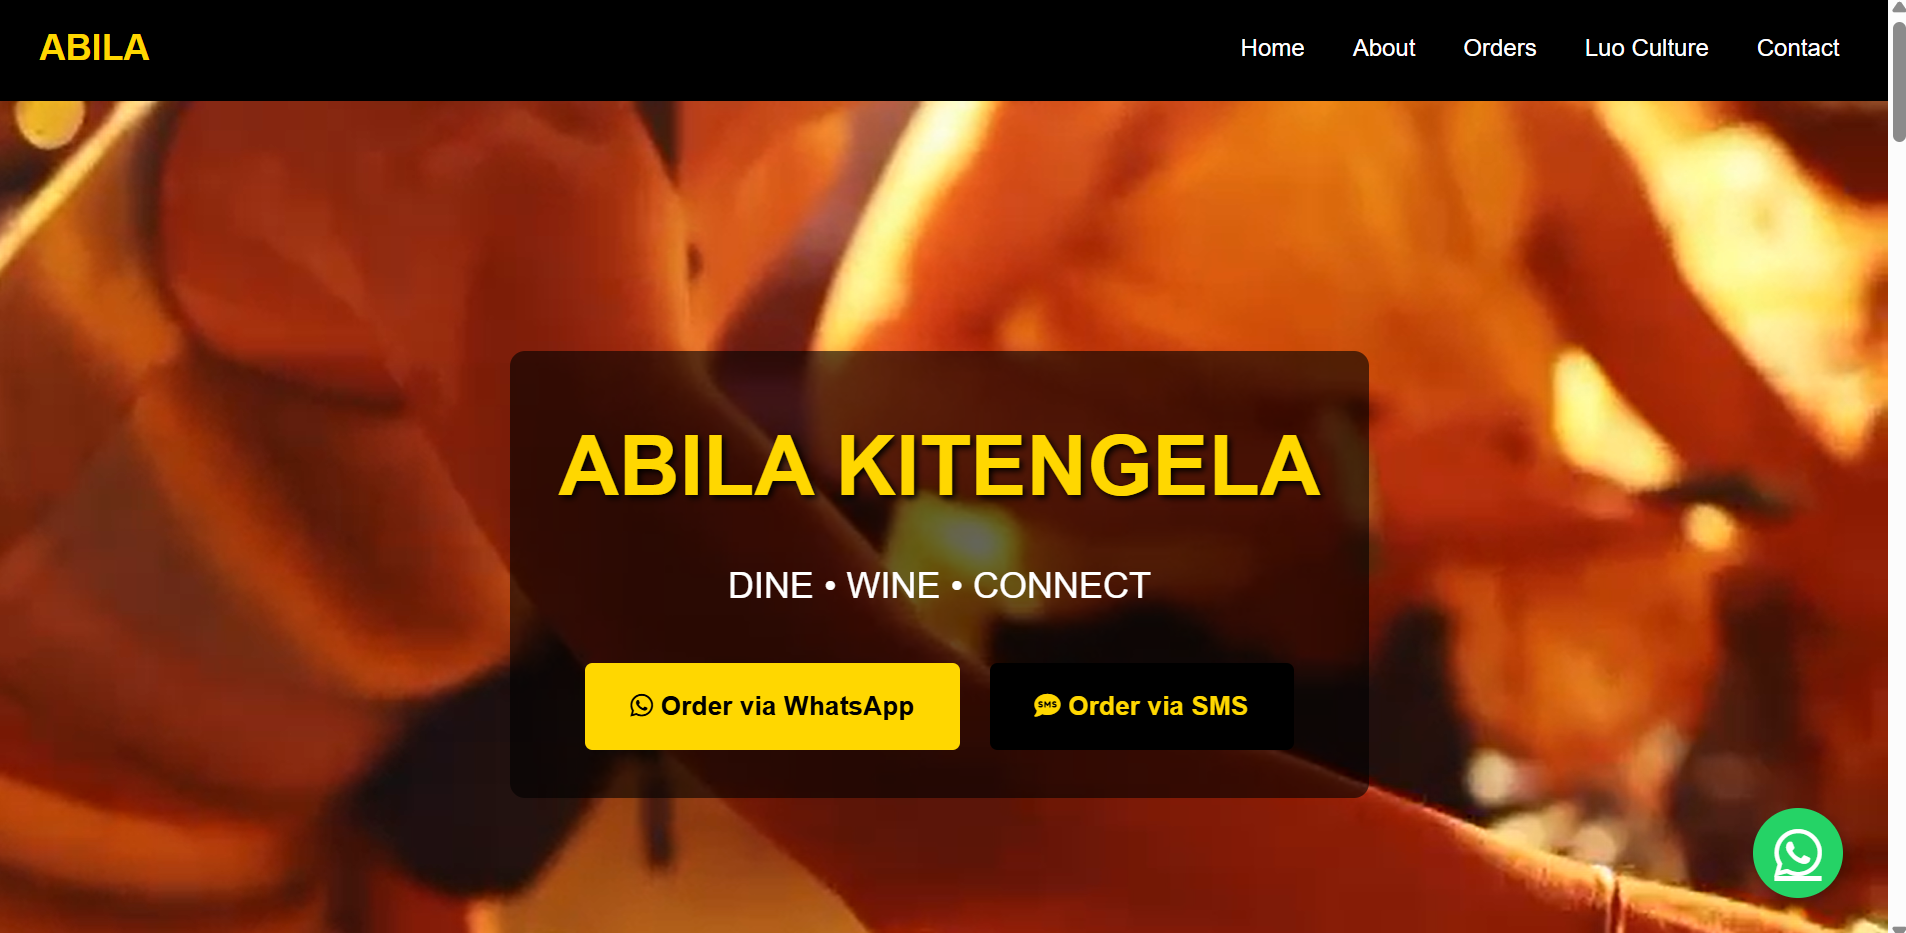 ABILA
Home About Orders Luo Culture Contact
ABILA KITENGELA
DINE • WINE • CONNECT
Order via WhatsApp
SMS Order via SMS